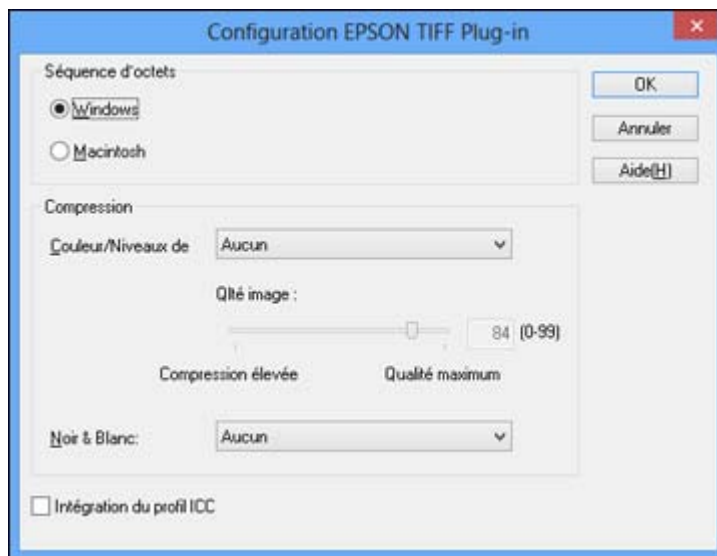 Configuration EPSON TIFF Plug-in
Séquence d'octets
Windows
Macintosh
OK
Annuler
Aide(H)
Compression
Couleur/Niveaux de
Aucun
Qlté image :
84 (0-99)
Compression élevée Qualité maximum
Noir & Blanc:
Aucun
Intégration du profil ICC